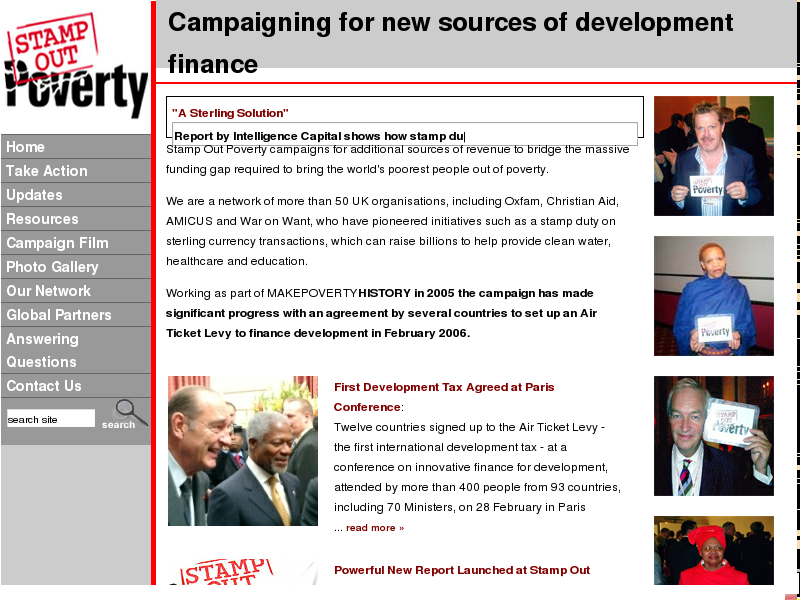 STAMP
OUT
Poverty
Campaigning for new sources of development
finance
Home
Take Action
Updates
Resources
Campaign Film
Photo Gallery
Our Network
Global Partners
Answering
Questions
Contact Us
search site
search
"A Sterling Solution"
Report by Intelligence Capital shows how stamp du
Stamp Out Poverty campaigns for additional sources of revenue to bridge the massive
funding gap required to bring the world's poorest people out of poverty.
We are a network of more than 50 UK organisations, including Oxfam, Christian Aid,
AMICUS and War on Want, who have pioneered initiatives such as a stamp duty on
sterling currency transactions, which can raise billions to help provide clean water,
healthcare and education.
Working as part of MAKEPOVERTYHISTORY in 2005 the campaign has made
significant progress with an agreement by several countries to set up an Air
Ticket Levy to finance development in February 2006.
First Development Tax Agreed at Paris
Conference:
Twelve countries signed up to the Air Ticket Levy -
the first international development tax - at a
conference on innovative finance for development,
attended by more than 400 people from 93 countries,
including 70 Ministers, on 28 February in Paris
... read more »
STAMP
OUT
Powerful New Report Launched at Stamp Out
Poverty
Poverty
Poverty